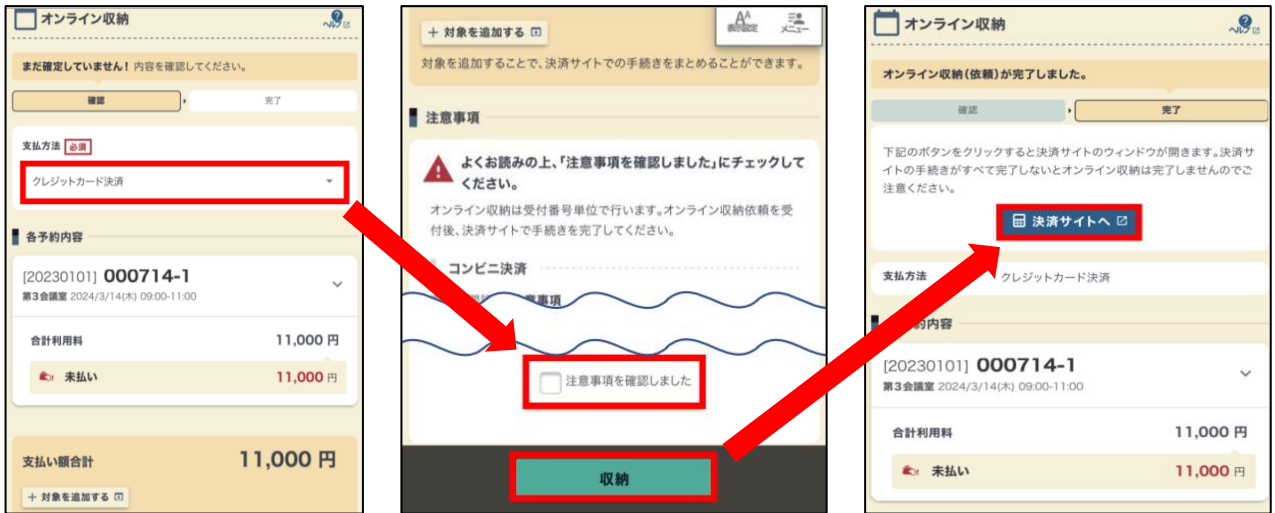 オンライン収納
ヘルプ
まだ確定していません！ 内容を確認してください。
確認
完了
支払方法 必須
クレジットカード決済
各予約内容
[20230101] 000714-1
第3会議室 2024/3/14(木) 09:00-11:00
合計利用料 11,000 円
未払い 11,000 円
支払い額合計 11,000 円
+ 対象を追加する
+ 対象を追加する
メニュー
対象を追加することで、決済サイトでの手続きをまとめることができます。
注意事項
よくお読みの上、「注意事項を確認しました」にチェックして
ください。
オンライン収納は受付番号単位で行います。オンライン収納依頼を受
付後、決済サイトで手続きを完了してください。
コンビニ決済
意事項
注意事項を確認しました
収納
オンライン収納
ヘルプ
オンライン収納（依頼）が完了しました。
確認
完了
下記のボタンをクリックすると決済サイトのウィンドウが開きます。決済サ
イトの手続きがすべて完了しないとオンライン収納は完了しませんのでご
注意ください。
決済サイトへ
支払方法 クレジットカード決済
約内容
[20230101] 000714-1
第3会議室 2024/3/14(木) 09:00-11:00
合計利用料 11,000 円
未払い 11,000 円